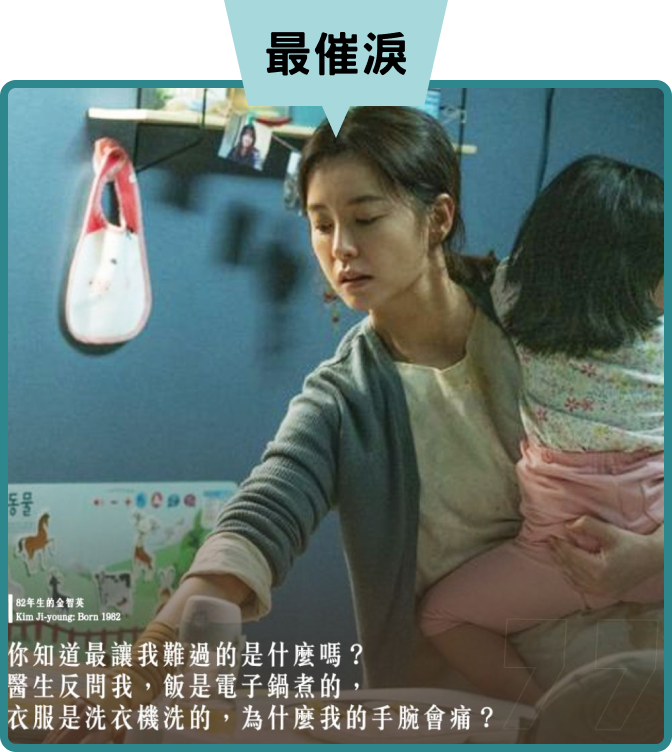 最催淚
동물
82年生的金智英
Kim Ji-young: Born 1982
你知道最讓我難過的是什麼嗎？
醫生反問我，飯是電子鍋煮的，
衣服是洗衣機洗的，為什麼我的手腕會痛？